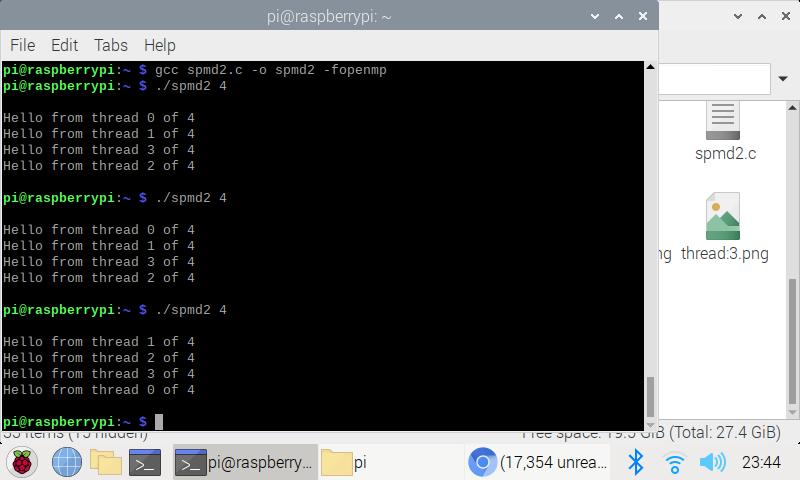 pi@raspberrypi: ~
File Edit Tabs Help
pi@raspberrypi:~ $ gcc spmd2.c -o spmd2 -fopenmp
pi@raspberrypi:~ $ ./spmd2 4
Hello from thread 0 of 4
Hello from thread 1 of 4
Hello from thread 3 of 4
Hello from thread 2 of 4
pi@raspberrypi:~ $ ./spmd2 4
Hello from thread 0 of 4
Hello from thread 1 of 4
Hello from thread 3 of 4
Hello from thread 2 of 4
pi@raspberrypi:~ $ ./spmd2 4
Hello from thread 1 of 4
Hello from thread 2 of 4
Hello from thread 3 of 4
Hello from thread 0 of 4
pi@raspberrypi:~ $
spmd2.c
ng thread:3.png
items (15 hidden) Free space: 19.5 GiB (Total: 27.4 GiB)
pi@raspberry... pi (17,354 unrea... 23:44